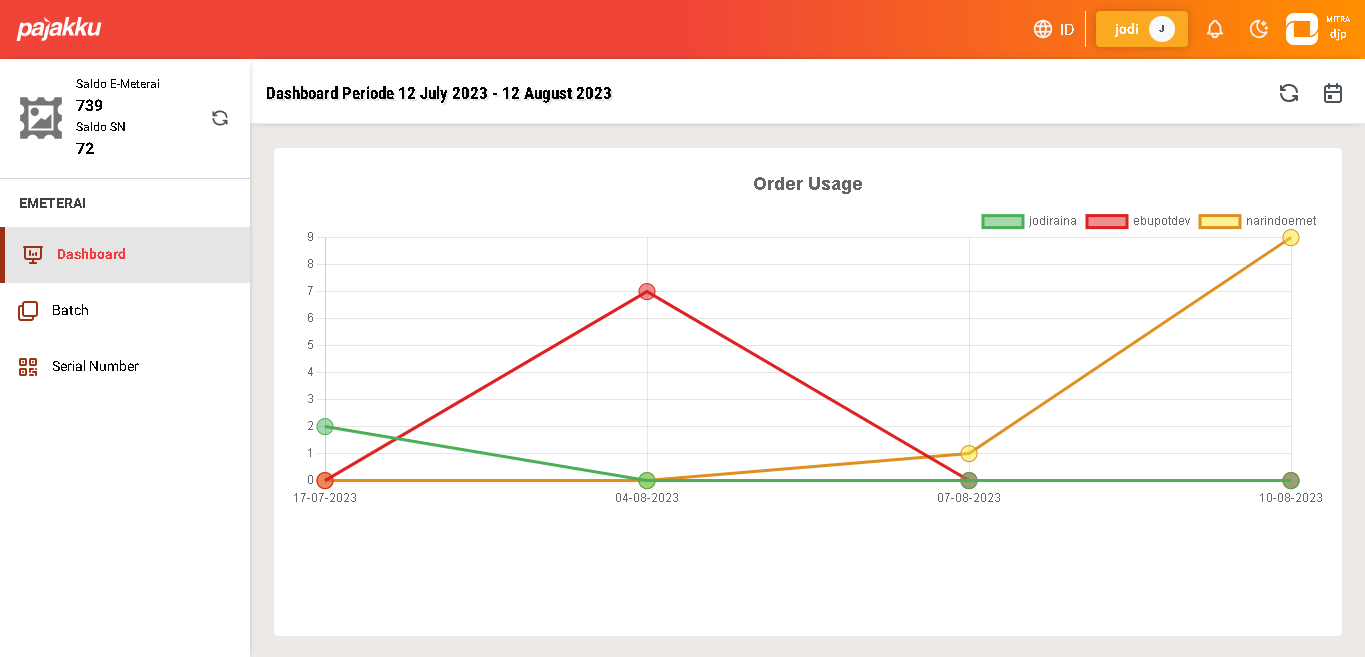 pajakku
ID
jodi
J
MITRA
djp
Saldo E-Meterai
739
Saldo SN
72
EMETERAI
Dashboard
Batch
Serial Number
Dashboard Periode 12 July 2023 - 12 August 2023
Order Usage
jodiraina
ebupotdev
narindoemet
9
8
7
6
5
4
3
2
1
0
17-07-2023
04-08-2023
07-08-2023
10-08-2023